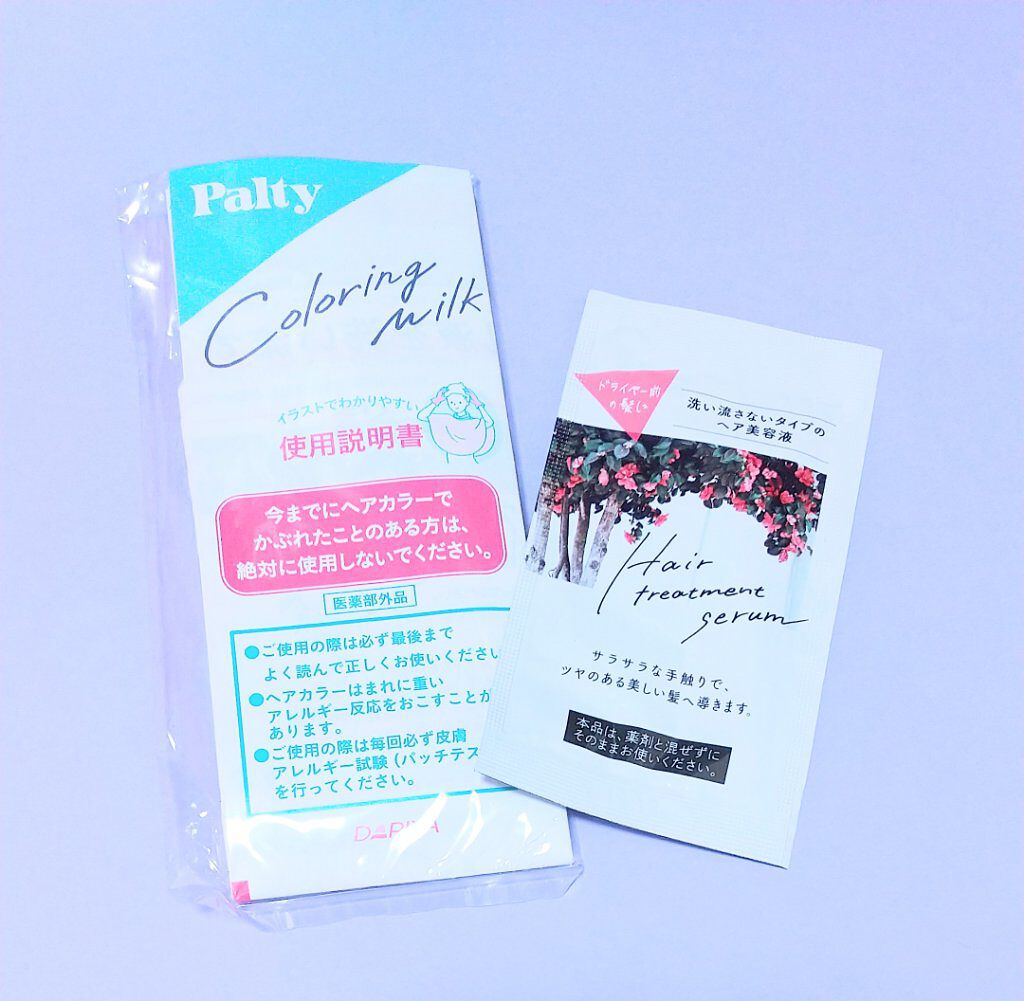 Palty
Coloring
Milk
イラストでわかりやすい
使用説明書
今までにヘアカラーで
かぶれたことのある方は、
絶対に使用しないでください。
医薬部外品
●ご使用の際は必ず最後まで
よく読んで正しくお使いください
●ヘアカラーはまれに重い
アレルギー反応をおこすことが
あります。
●ご使用の際は毎回必ず皮膚
アレルギー試験(パッチテス
を行ってください。
DARIYA
ドライヤー前
の髪に
洗い流さないタイプの
ヘア美容液
Hair
treatment
serum
サラサラな手触りで、
ツヤのある美しい髪へ導きます。
本品は、薬剤と混ぜずに
そのままお使いください。